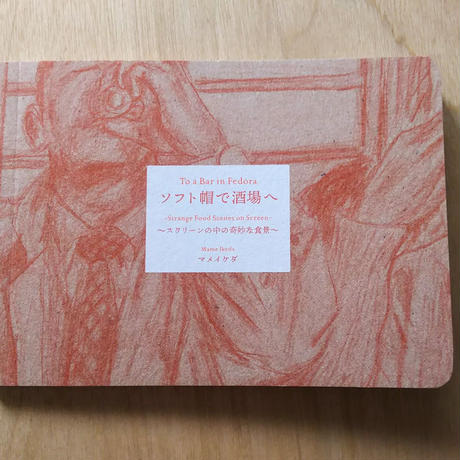 To a Bar in Fedora
ソフト帽で酒場へ
-Strange Food Scenes on Screen-
〜スクリーンの中の奇妙な食景〜
Mame Ikeda
マメイケダ